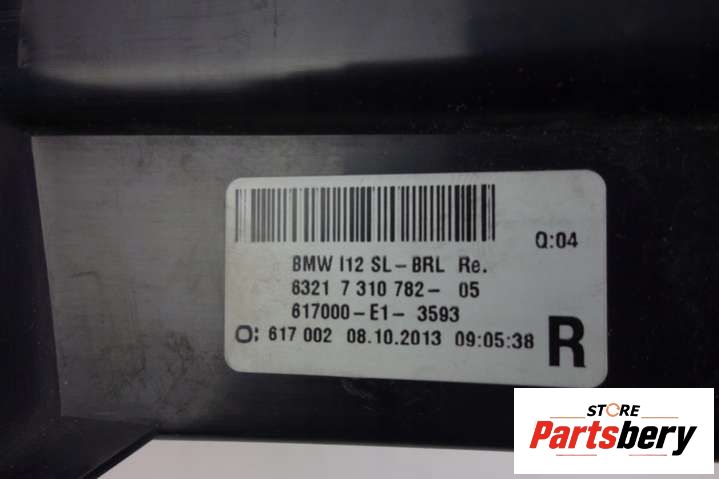 Q:04
BMW I12 SL-BRL Re.
6321 7 310 782- 05
617000-E1- 3593
O: 617 002 08.10.2013 09:05:38 R
STORE
Partsbery